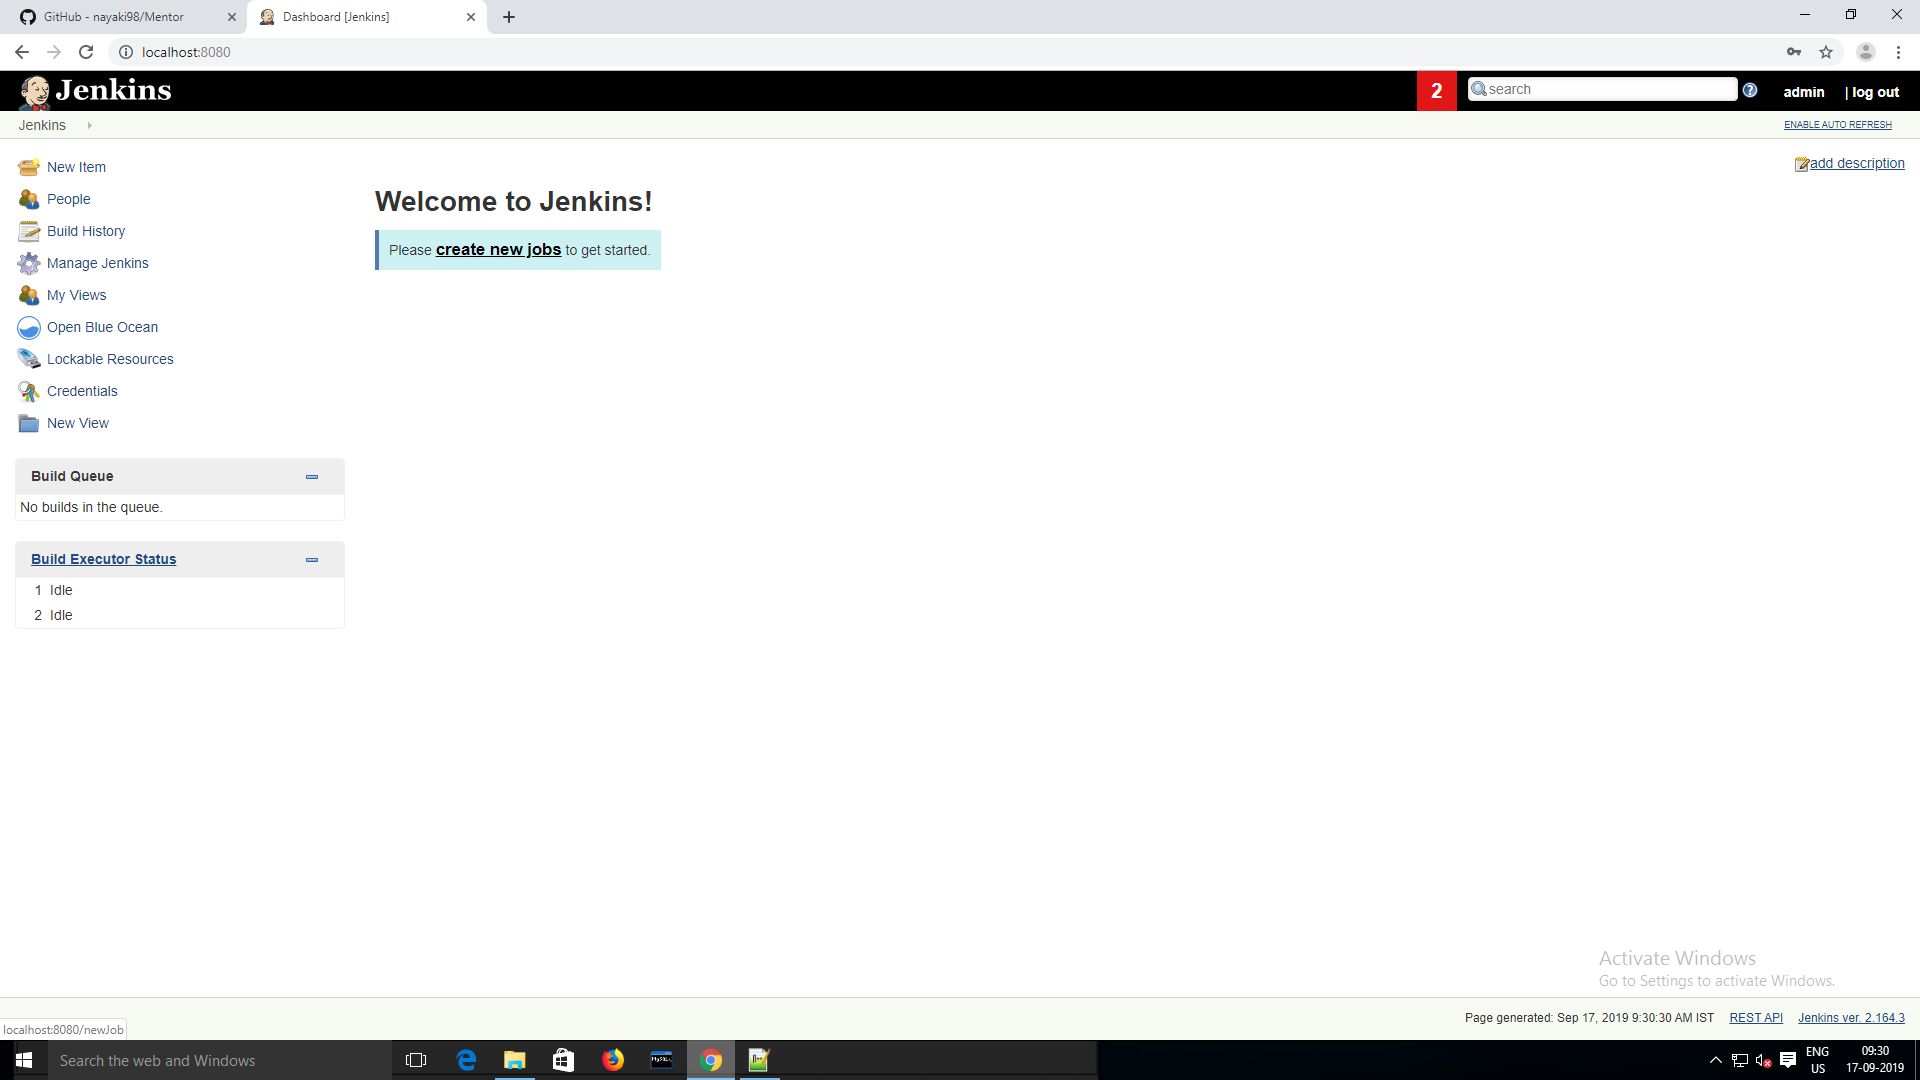 GitHub - nayaki98/Mentor
Dashboard [Jenkins]
localhost:8080
Jenkins
2
search
admin
| log out
Jenkins
ENABLE AUTO REFRESH
New Item
People
Build History
Manage Jenkins
My Views
Open Blue Ocean
Lockable Resources
Credentials
New View
add description
Welcome to Jenkins!
Please create new jobs to get started.
Build Queue
No builds in the queue.
Build Executor Status
1 Idle
2 Idle
Activate Windows
Go to Settings to activate Windows.
Page generated: Sep 17, 2019 9:30:30 AM IST
REST API
Jenkins ver. 2.164.3
localhost:8080/newJob
Search the web and Windows
ENG
US
09:30
17-09-2019